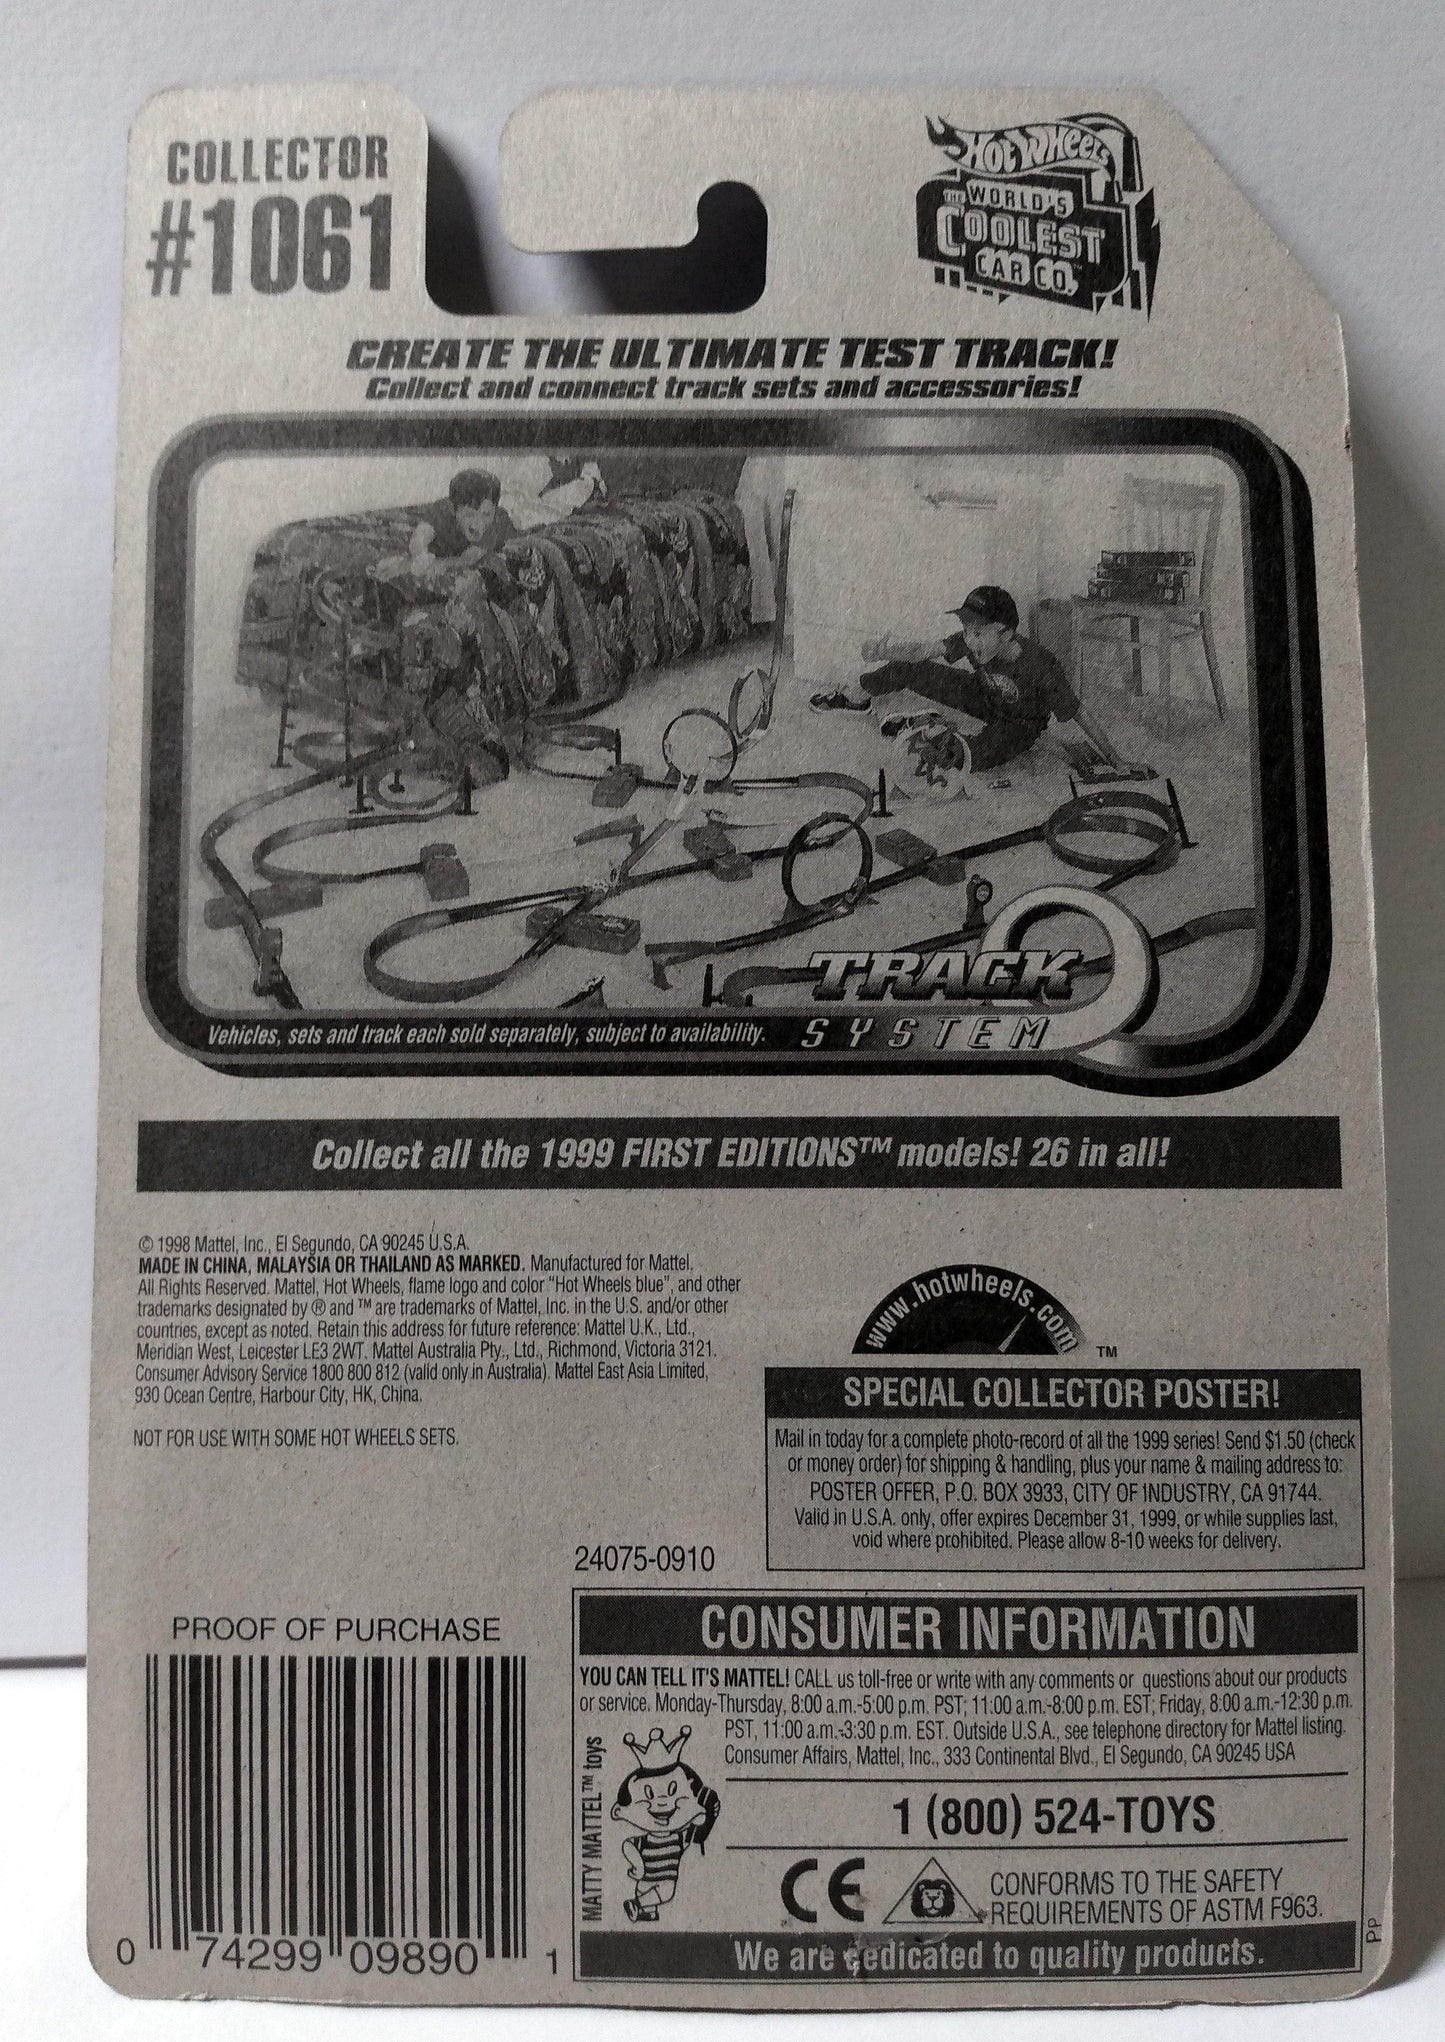 COLLECTOR
#1061
HOT WHEELS
THE WORLD'S
COOLEST
CAR CO.™
CREATE THE ULTIMATE TEST TRACK!
Collect and connect track sets and accessories!
TRACK
SYSTEM
Vehicles, sets and track each sold separately, subject to availability.
Collect all the 1999 FIRST EDITIONS™ models! 26 in all!
© 1998 Mattel, Inc., El Segundo, CA 90245 U.S.A.
MADE IN CHINA, MALAYSIA OR THAILAND AS MARKED. Manufactured for Mattel.
All Rights Reserved. Mattel, Hot Wheels, flame logo and color "Hot Wheels blue", and other
trademarks designated by ® and ™ are trademarks of Mattel, Inc. in the U.S. and/or other
countries, except as noted. Retain this address for future reference: Mattel U.K., Ltd.,
Meridian West, Leicester LE3 2WT. Mattel Australia Pty., Ltd., Richmond, Victoria 3121.
Consumer Advisory Service 1800 800 812 (valid only in Australia). Mattel East Asia Limited,
930 Ocean Centre, Harbour City, HK, China.
NOT FOR USE WITH SOME HOT WHEELS SETS.
www.hotwheels.com ™
SPECIAL COLLECTOR POSTER!
Mail in today for a complete photo-record of all the 1999 series! Send $1.50 (check
or money order) for shipping & handling, plus your name & mailing address to:
POSTER OFFER, P.O. BOX 3933, CITY OF INDUSTRY, CA 91744.
Valid in U.S.A. only, offer expires December 31, 1999, or while supplies last,
void where prohibited. Please allow 8-10 weeks for delivery.
24075-0910
PROOF OF PURCHASE
0 74299 09890 1
CONSUMER INFORMATION
YOU CAN TELL IT'S MATTEL! CALL us toll-free or write with any comments or questions about our products
or service. Monday-Thursday, 8:00 a.m.-5:00 p.m. PST; 11:00 a.m.-8:00 p.m. EST; Friday, 8:00 a.m.-12:30 p.m.
PST, 11:00 a.m.-3:30 p.m. EST. Outside U.S.A., see telephone directory for Mattel listing.
Consumer Affairs, Mattel, Inc., 333 Continental Blvd., El Segundo, CA 90245 USA
MATTY MATTEL™ toys
1 (800) 524-TOYS
CE
CONFORMS TO THE SAFETY
REQUIREMENTS OF ASTM F963.
We are dedicated to quality products.
PP